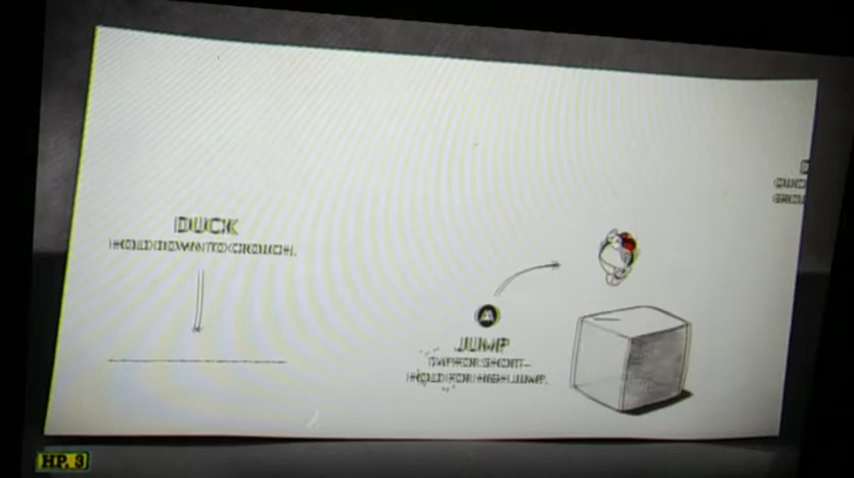 DUCK
HOLD DOWN TO CROUCH.
A
JUMP
TAP FOR SHORT-
HOLD FOR HIGH JUMP.
HP. 3